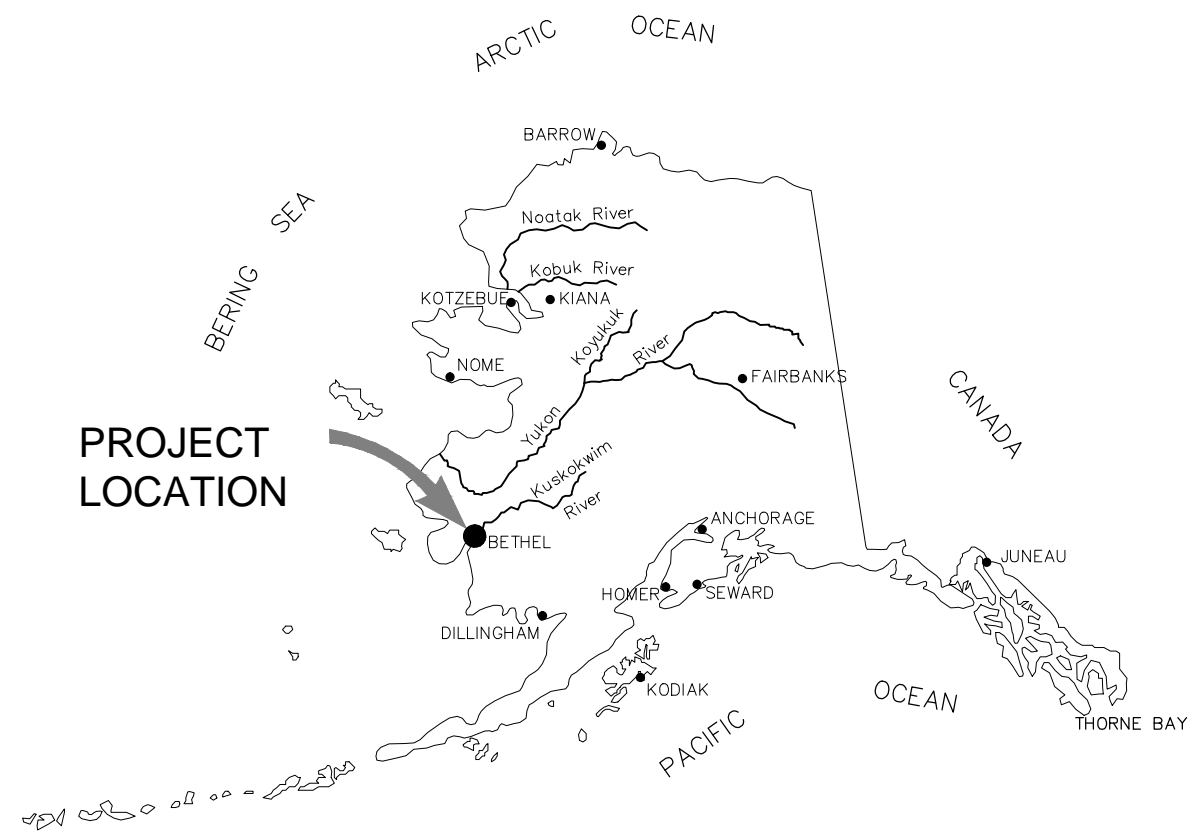 ARCTIC OCEAN
BARROW
BERING SEA
Noatak River
Kobuk River
KOTZEBUE
KIANA
Koyukuk
River
NOME
FAIRBANKS
CANADA
Yukon
PROJECT
LOCATION
Kuskokwim
River
ANCHORAGE
BETHEL
JUNEAU
HOMER
SEWARD
DILLINGHAM
KODIAK
PACIFIC OCEAN
THORNE BAY